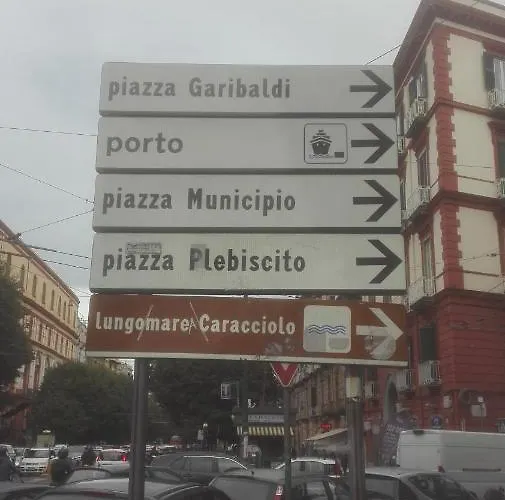 piazza Garibaldi
porto
piazza Municipio
piazza Plebiscito
lungomare Caracciolo